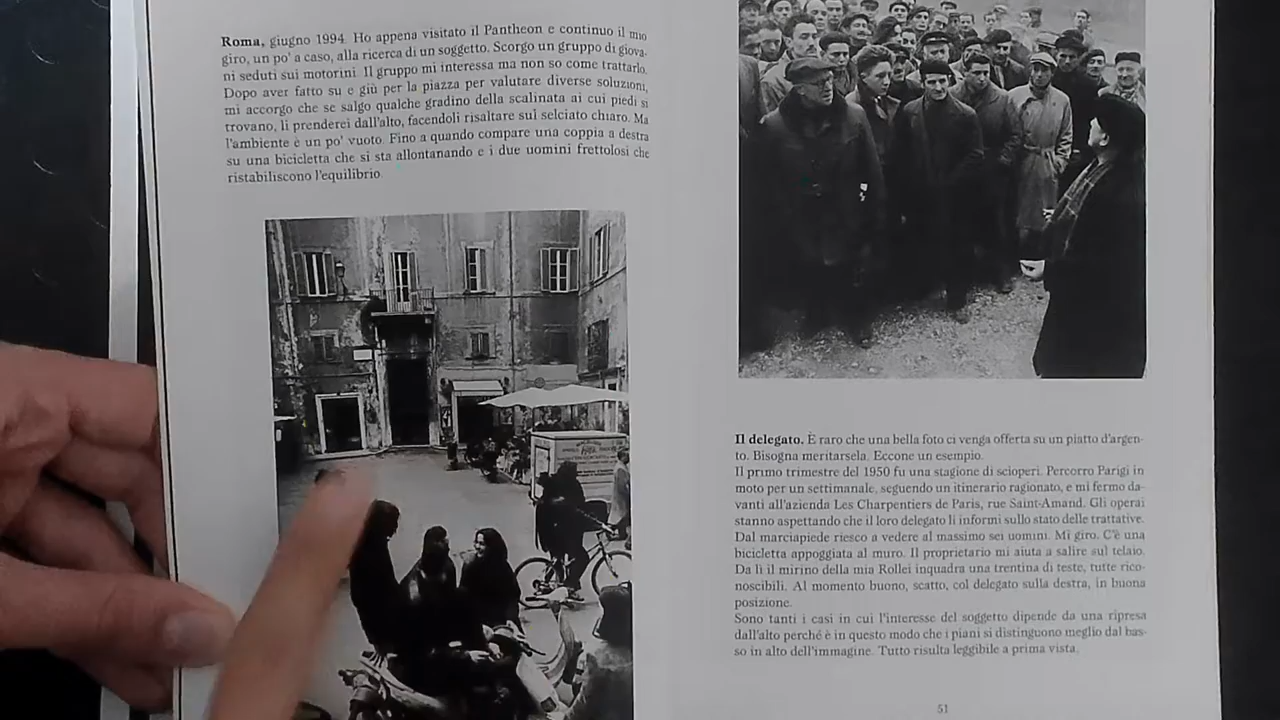 Roma, giugno 1994. Ho appena visitato il Pantheon e continuo il mio
giro, un po' a caso, alla ricerca di un soggetto. Scorgo un gruppo di giova-
ni seduti sui motorini. Il gruppo mi interessa ma non so come trattarlo.
Dopo aver fatto su e giù per la piazza per valutare diverse soluzioni,
mi accorgo che se salgo qualche gradino della scalinata ai cui piedi si
trovano, li prenderei dall'alto, facendoli risaltare sul selciato chiaro. Ma
l'ambiente è un po' vuoto. Fino a quando compare una coppia a destra
su una bicicletta che si sta allontanando e i due uomini frettolosi che
ristabiliscono l'equilibrio.
Il delegato. È raro che una bella foto ci venga offerta su un piatto d'argen-
to. Bisogna meritarsela. Eccone un esempio.
Il primo trimestre del 1950 fu una stagione di scioperi. Percorro Parigi in
moto per un settimanale, seguendo un itinerario ragionato, e mi fermo da-
vanti all'azienda Les Charpentiers de Paris, rue Saint-Amand. Gli operai
stanno aspettando che il loro delegato li informi sullo stato delle trattative.
Dal marciapiede riesco a vedere al massimo sei uomini. Mi giro. C'è una
bicicletta appoggiata al muro. Il proprietario mi aiuta a salire sul telaio.
Da lì il mirino della mia Rollei inquadra una trentina di teste, tutte rico-
noscibili. Al momento buono, scatto, col delegato sulla destra, in buona
posizione.
Sono tanti i casi in cui l'interesse del soggetto dipende da una ripresa
dall'alto perché è in questo modo che i piani si distinguono meglio dal bas-
so in alto dell'immagine. Tutto risulta leggibile a prima vista.
51